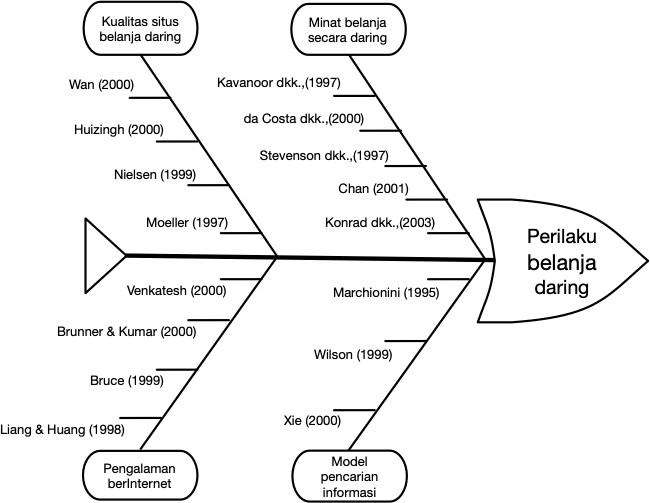 Kualitas situs
belanja daring
Minat belanja
secara daring
Wan (2000)
Kavanoor dkk.,(1997)
Huizingh (2000)
da Costa dkk.,(2000)
Nielsen (1999)
Stevenson dkk.,(1997)
Chan (2001)
Moeller (1997)
Konrad dkk.,(2003)
Perilaku
belanja
daring
Venkatesh (2000)
Marchionini (1995)
Brunner & Kumar (2000)
Wilson (1999)
Bruce (1999)
Xie (2000)
Liang & Huang (1998)
Pengalaman
berInternet
Model
pencarian
informasi